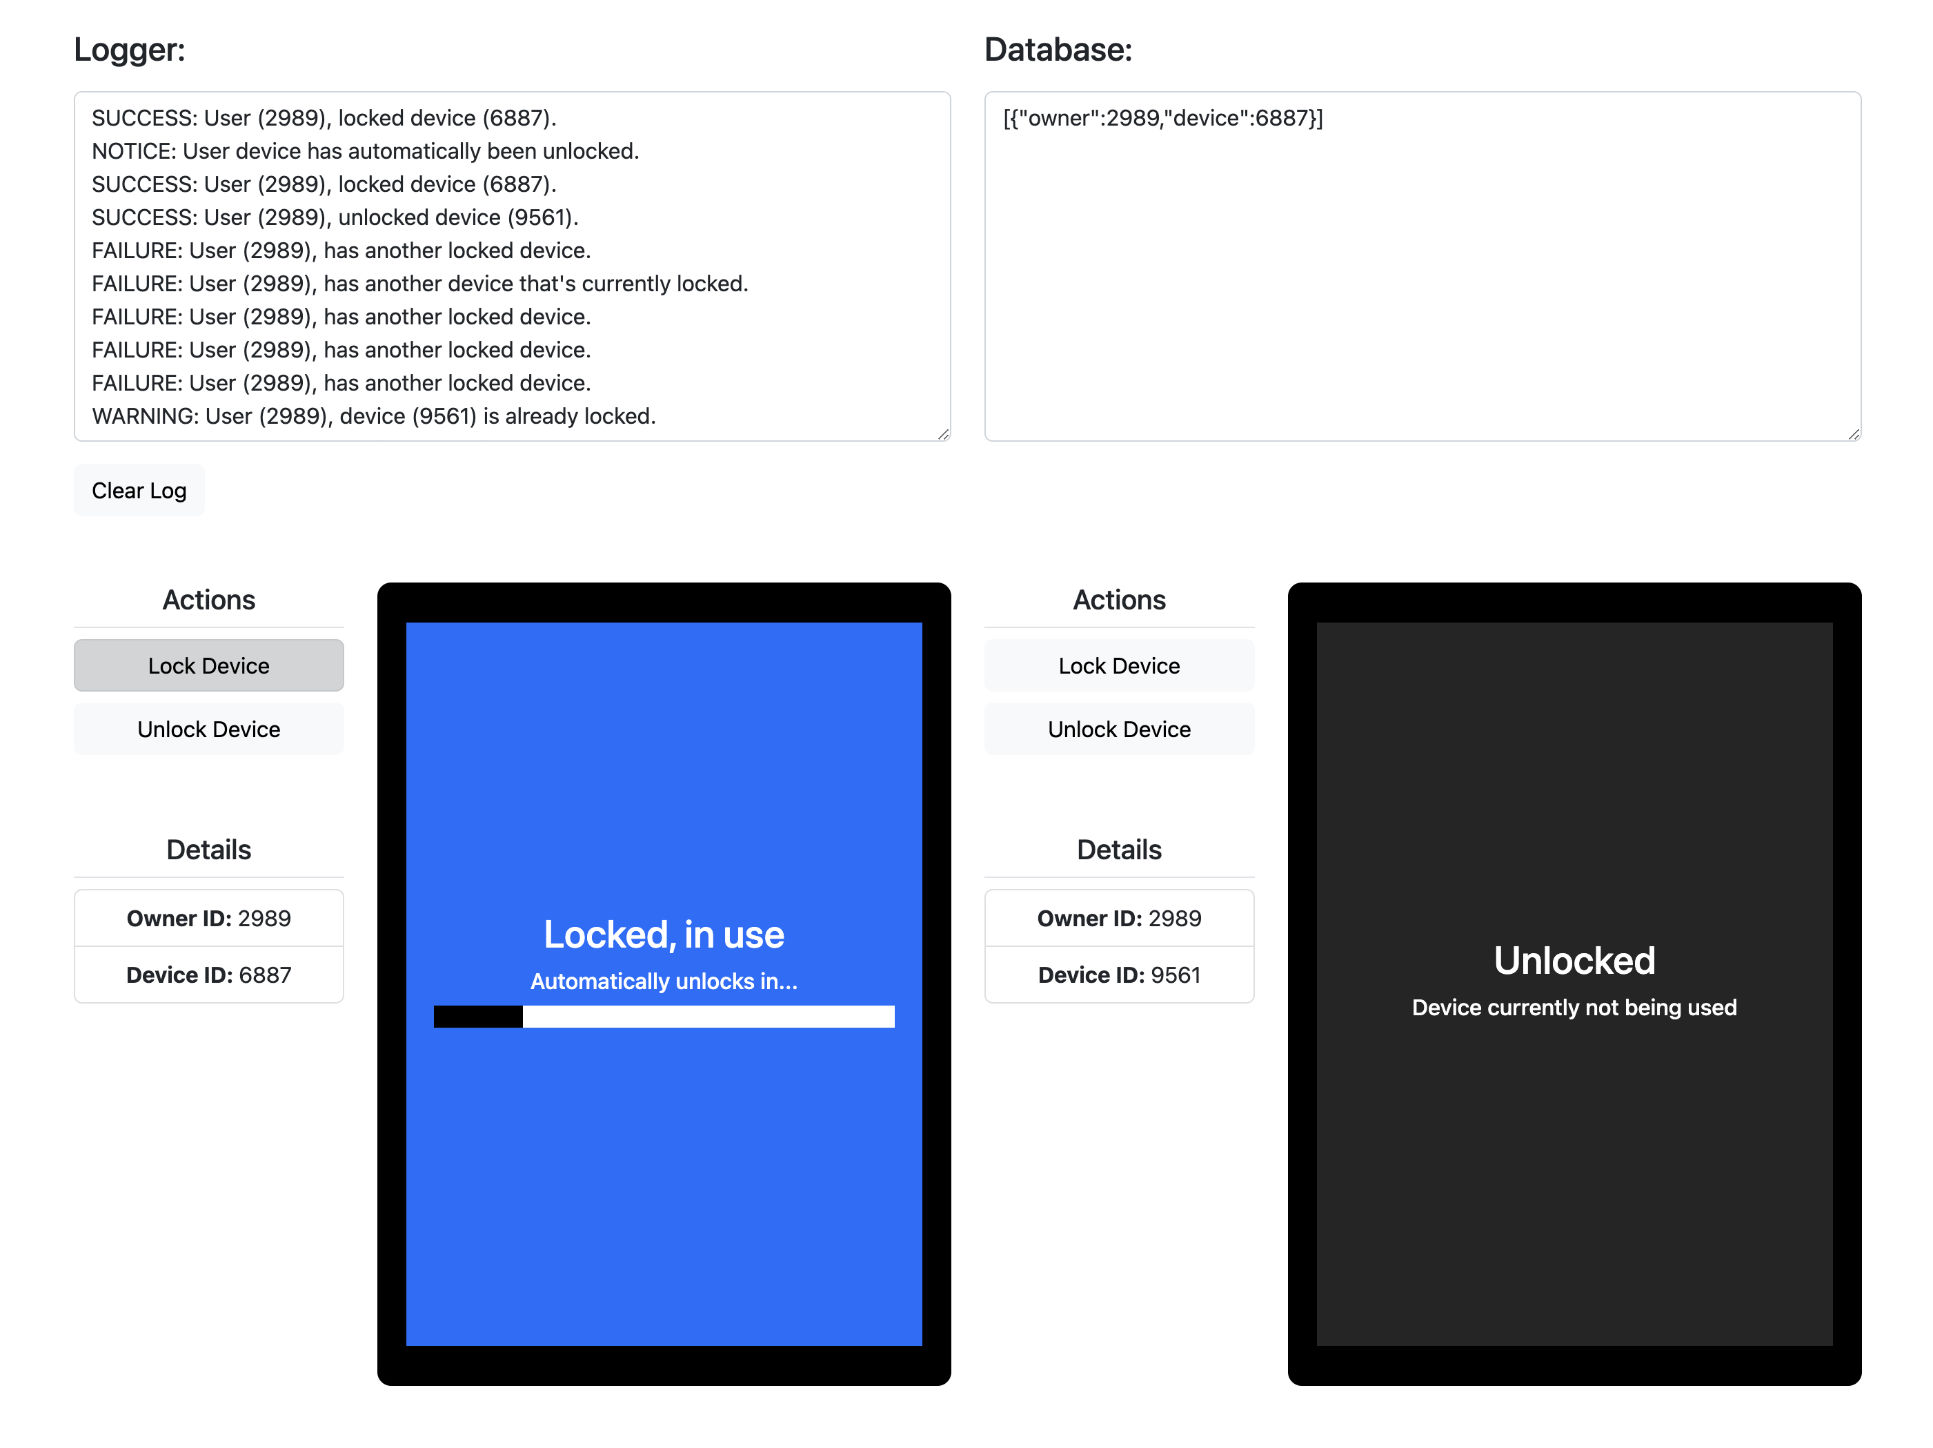 Logger:
SUCCESS: User (2989), locked device (6887).
NOTICE: User device has automatically been unlocked.
SUCCESS: User (2989), locked device (6887).
SUCCESS: User (2989), unlocked device (9561).
FAILURE: User (2989), has another locked device.
FAILURE: User (2989), has another device that's currently locked.
FAILURE: User (2989), has another locked device.
FAILURE: User (2989), has another locked device.
FAILURE: User (2989), has another locked device.
WARNING: User (2989), device (9561) is already locked.
Clear Log
Database:
[{"owner":2989,"device":6887}]
Actions
Lock Device
Unlock Device
Details
Owner ID: 2989
Device ID: 6887
Locked, in use
Automatically unlocks in...
Actions
Lock Device
Unlock Device
Details
Owner ID: 2989
Device ID: 9561
Unlocked
Device currently not being used